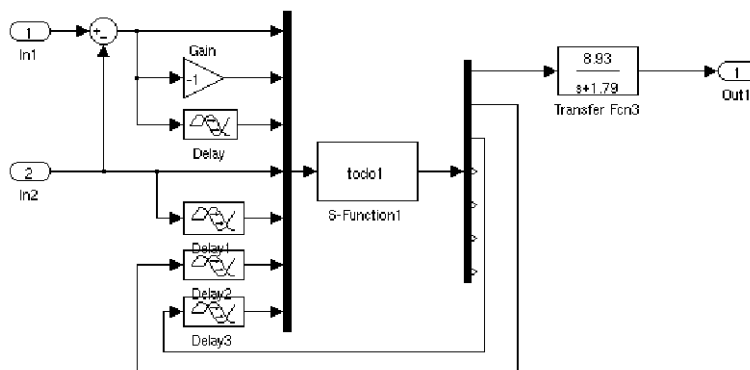 1
In1
+
-
Gain
-1
Delay
2
In2
Delay1
Delay2
Delay3
todo1
S-Function1
8.93
s+1.79
Transfer Fcn3
1
Out1